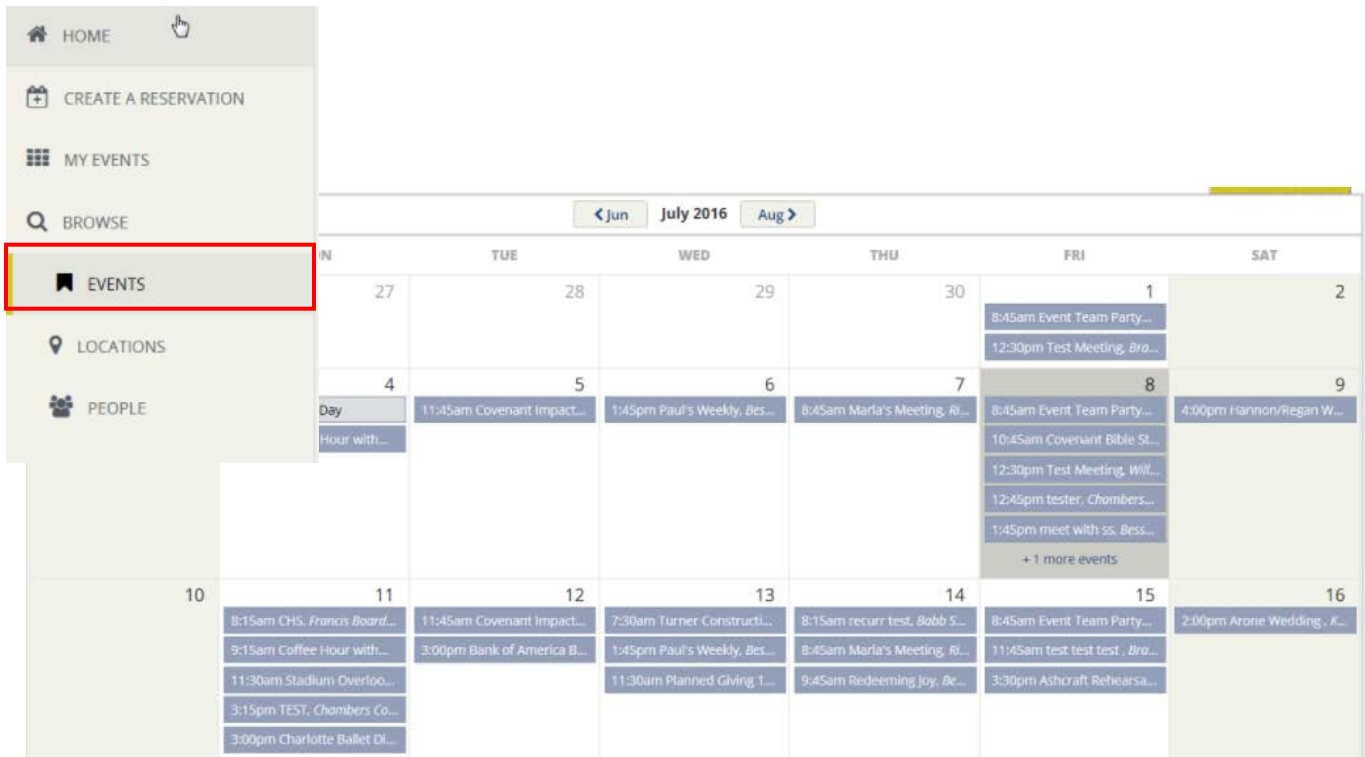 HOME
CREATE A RESERVATION
MY EVENTS
BROWSE
EVENTS
LOCATIONS
PEOPLE
Jun July 2016 Aug
N TUE WED THU FRI SAT
27 28 29 30 1 2
8:45am Event Team Party...
12:30pm Test Meeting, Bra...
4 5 6 7 8 9
Day 11:45am Covenant Impact... 1:45pm Paul's Weekly, Bes... 8:45am Marla's Meeting, Ri... 8:45am Event Team Party... 4:00pm Hannon/Regan W...
Hour with... 10:45am Covenant Bible St...
12:30pm Test Meeting, Will...
12:45pm tester, Chambers...
1:45pm meet with ss, Bess...
+ 1 more events
10 11 12 13 14 15 16
8:15am CHS, Francis Board... 11:45am Covenant Impact... 7:30am Turner Constructi... 8:15am recurr test, Babb S... 8:45am Event Team Party... 2:00pm Arone Wedding , K...
9:15am Coffee Hour with... 3:00pm Bank of America B... 1:45pm Paul's Weekly, Bes... 8:45am Marla's Meeting, Ri... 11:45am test test test , Bra...
11:30am Stadium Overloo... 11:30am Planned Giving 1... 9:45am Redeeming Joy, Be... 3:30pm Ashcraft Rehearsa...
3:15pm TEST, Chambers Co...
3:00pm Charlotte Ballet Di...